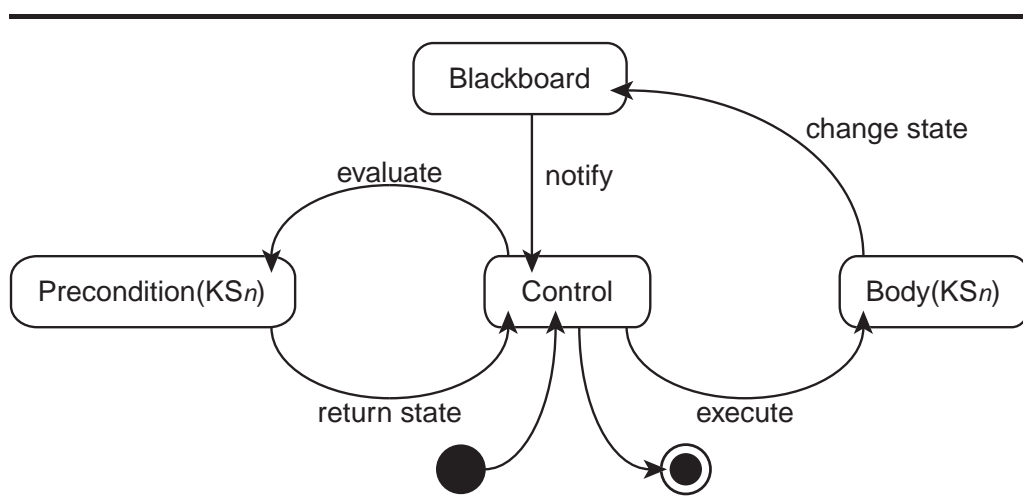 Blackboard
change state
evaluate
notify
Precondition(KSn)
Control
Body(KSn)
return state
execute